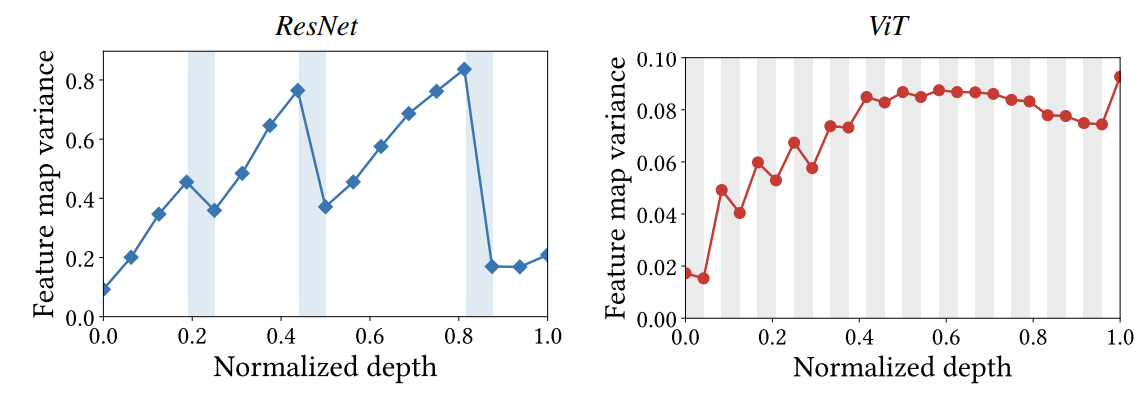 ResNet
Feature map variance
0.8
0.6
0.4
0.2
0.0
0.0 0.2 0.4 0.6 0.8 1.0
Normalized depth
ViT
Feature map variance
0.10
0.08
0.06
0.04
0.02
0.00
0.0 0.2 0.4 0.6 0.8 1.0
Normalized depth